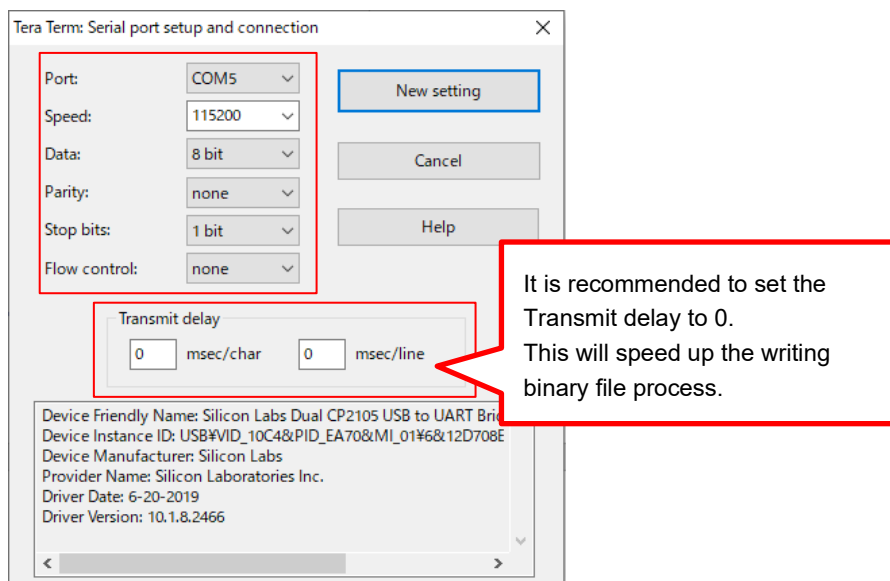 Tera Term: Serial port setup and connection
Port: COM5
New setting
Speed: 115200
Data: 8 bit
Cancel
Parity: none
Stop bits: 1 bit
Help
Flow control: none
Transmit delay
0 msec/char 0 msec/line
It is recommended to set the
Transmit delay to 0.
This will speed up the writing
binary file process.
Device Friendly Name: Silicon Labs Dual CP2105 USB to UART
Device Instance ID: USB¥VID_10C4&PID_EA70&MI_01¥6&12D708
Device Manufacturer: Silicon Labs
Provider Name: Silicon Laboratories Inc.
Driver Date: 6-20-2019
Driver Version: 10.1.8.2466